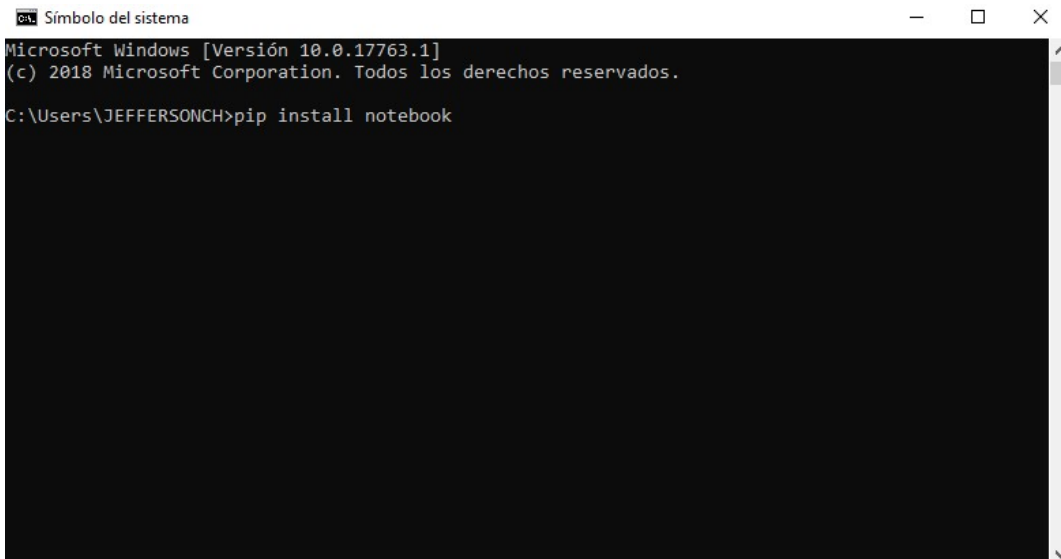 Símbolo del sistema
Microsoft Windows [Versión 10.0.17763.1]
(c) 2018 Microsoft Corporation. Todos los derechos reservados.
C:\Users\JEFFERSONCH>pip install notebook